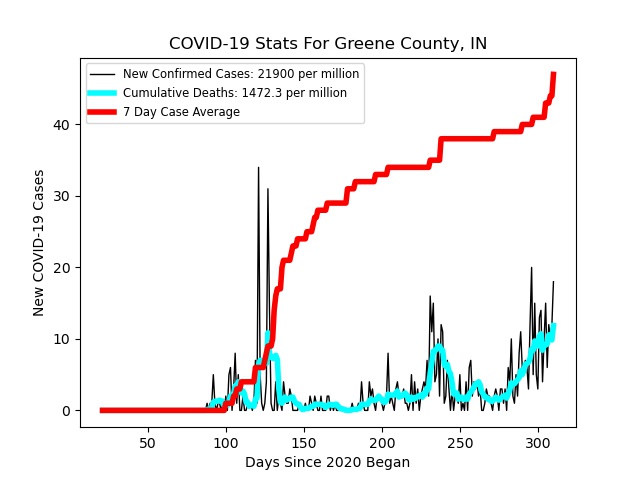 COVID-19 Stats For Greene County, IN
New Confirmed Cases: 21900 per million
Cumulative Deaths: 1472.3 per million
7 Day Case Average
New COVID-19 Cases
40
30
20
10
0
50 100 150 200 250 300
Days Since 2020 Began